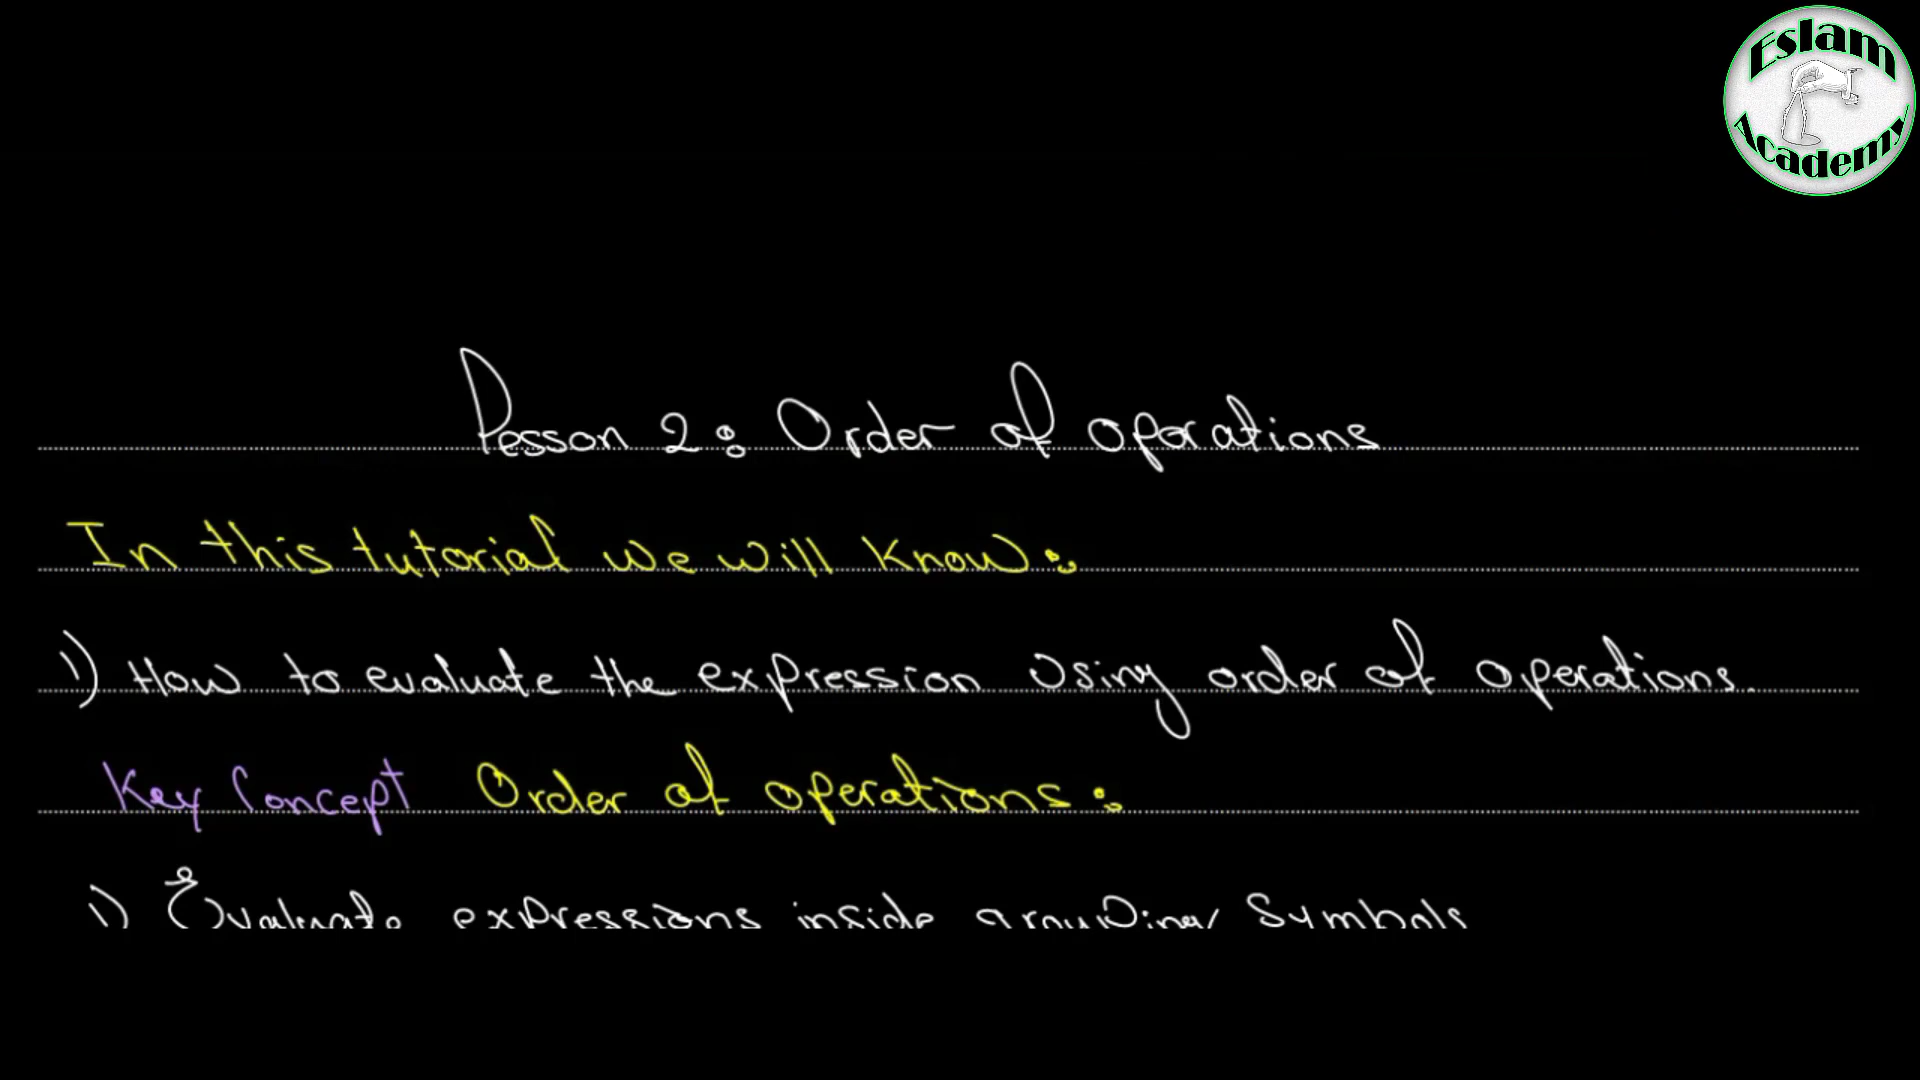 Eslam
Academy
Lesson 2: Order of operations
In this tutorial we will know:
1) How to evaluate the expression using order of operations.
Key Concept Order of operations:
1) Evaluate expressions inside grouping symbols